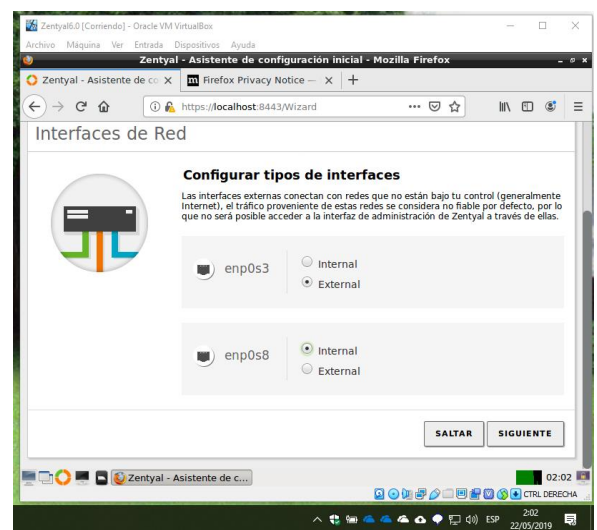 Zentyal6.0 [Corriendo] - Oracle VM VirtualBox
Archivo Máquina Ver Entrada Dispositivos Ayuda
Zentyal - Asistente de configuración inicial - Mozilla Firefox
Zentyal - Asistente de co
Firefox Privacy Notice —
https://localhost:8443/Wizard
Interfaces de Red
Configurar tipos de interfaces
Las interfaces externas conectan con redes que no están bajo tu control (generalmente
Internet), el tráfico proveniente de estas redes se considera no fiable por defecto, por lo
que no será posible acceder a la interfaz de administración de Zentyal a través de ellas.
enp0s3
Internal
External
enp0s8
Internal
External
SALTAR
SIGUIENTE
Zentyal - Asistente de c...
02:02
CTRL DERECHA
ESP
2:02
22/05/2019